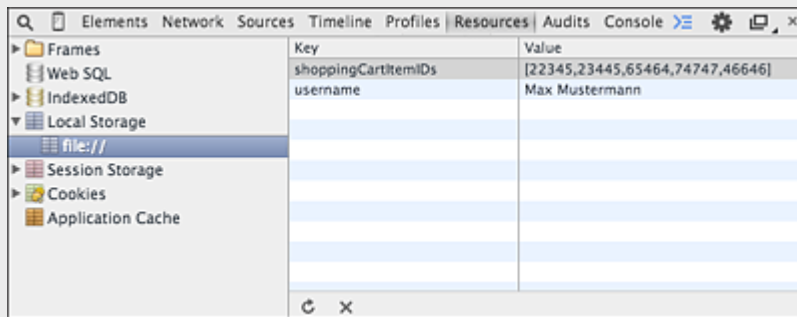 Elements Network Sources Timeline Profiles Resources Audits Console
Frames
Web SQL
IndexedDB
Local Storage
file://
Session Storage
Cookies
Application Cache
Key Value
shoppingCartItemIDs [22345,23445,65464,74747,46646]
username Max Mustermann